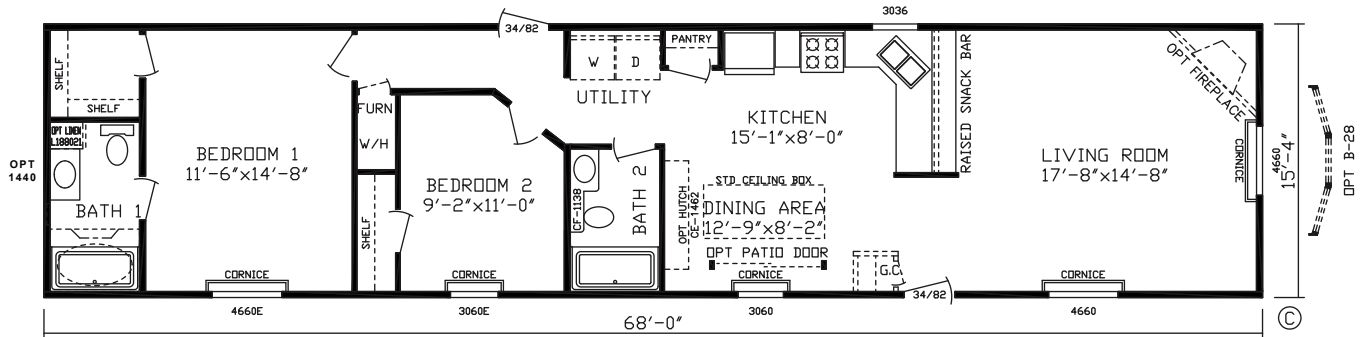 34/82
3036
SHELF
SHELF
W
D
UTILITY
PANTRY
KITCHEN
15'-1"x8'-0"
RAISED SNACK BAR
OPT FIREPLACE
LIVING ROOM
17'-8"x14'-8"
CORNICE
4660
15'-4"
OPT B-28
OPT
1440
OPT LINEN
L188021
BATH 1
BEDROOM 1
11'-6"x14'-8"
FURN
W/H
SHELF
BEDROOM 2
9'-2"x11'-0"
CF-1138
BATH 2
OPT HUTCH
CE-1462
STD CEILING BOX
DINING AREA
12'-9"x8'-2"
OPT PATIO DOOR
G.C.
CORNICE
CORNICE
CORNICE
CORNICE
34/82
4660E
3060E
3060
4660
68'-0"
C